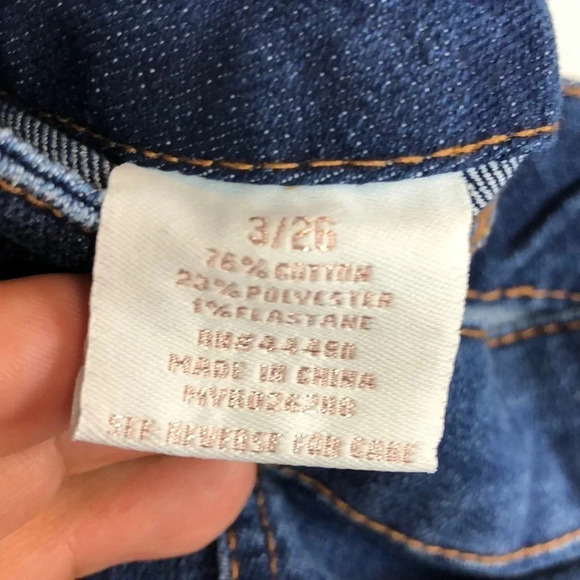 3/26
76% COTTON
23% POLYESTER
1% ELASTANE
MADE IN CHINA
SEE REVERSE FOR CARE